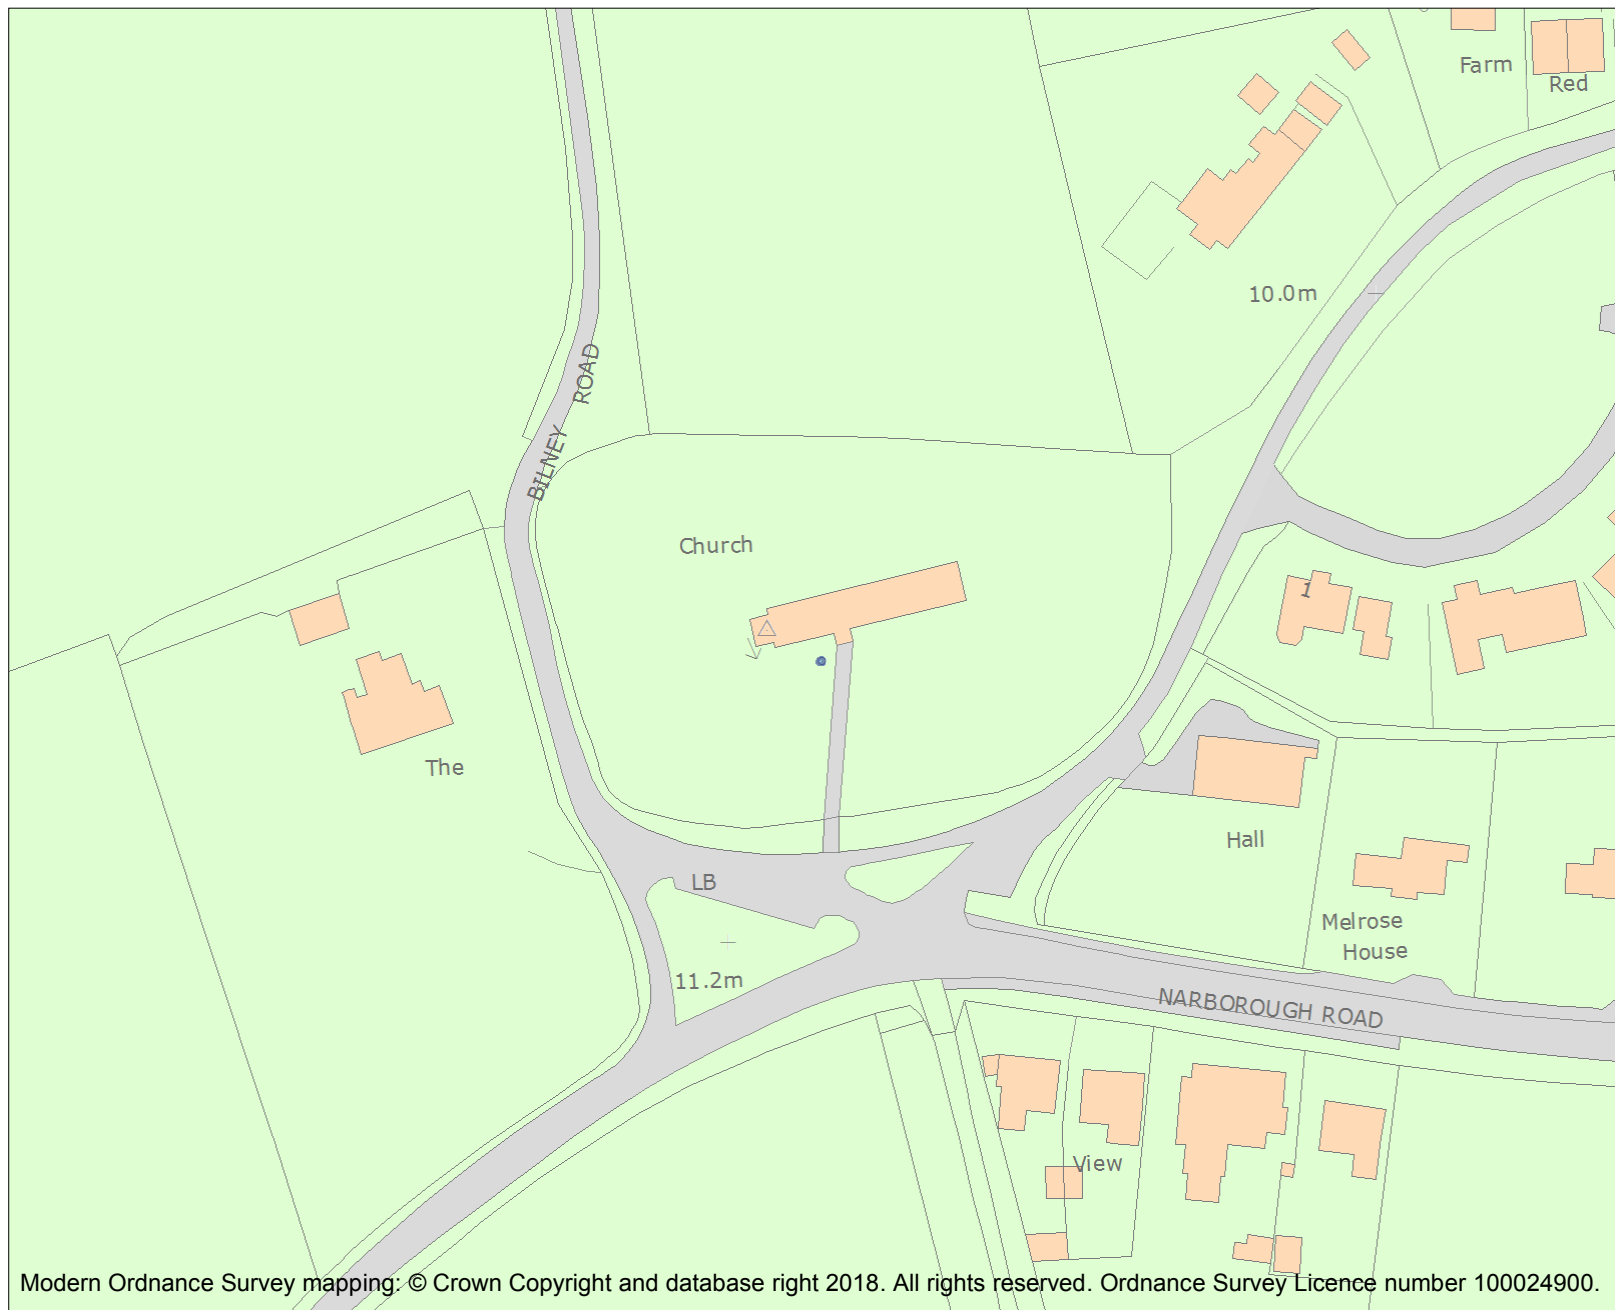 Farm
Red
10.0m
BILNEY ROAD
Church
1
The
Hall
LB
Melrose
House
11.2m
NARBOROUGH ROAD
View
Modern Ordnance Survey mapping: © Crown Copyright and database right 2018. All rights reserved. Ordnance Survey Licence number 100024900.